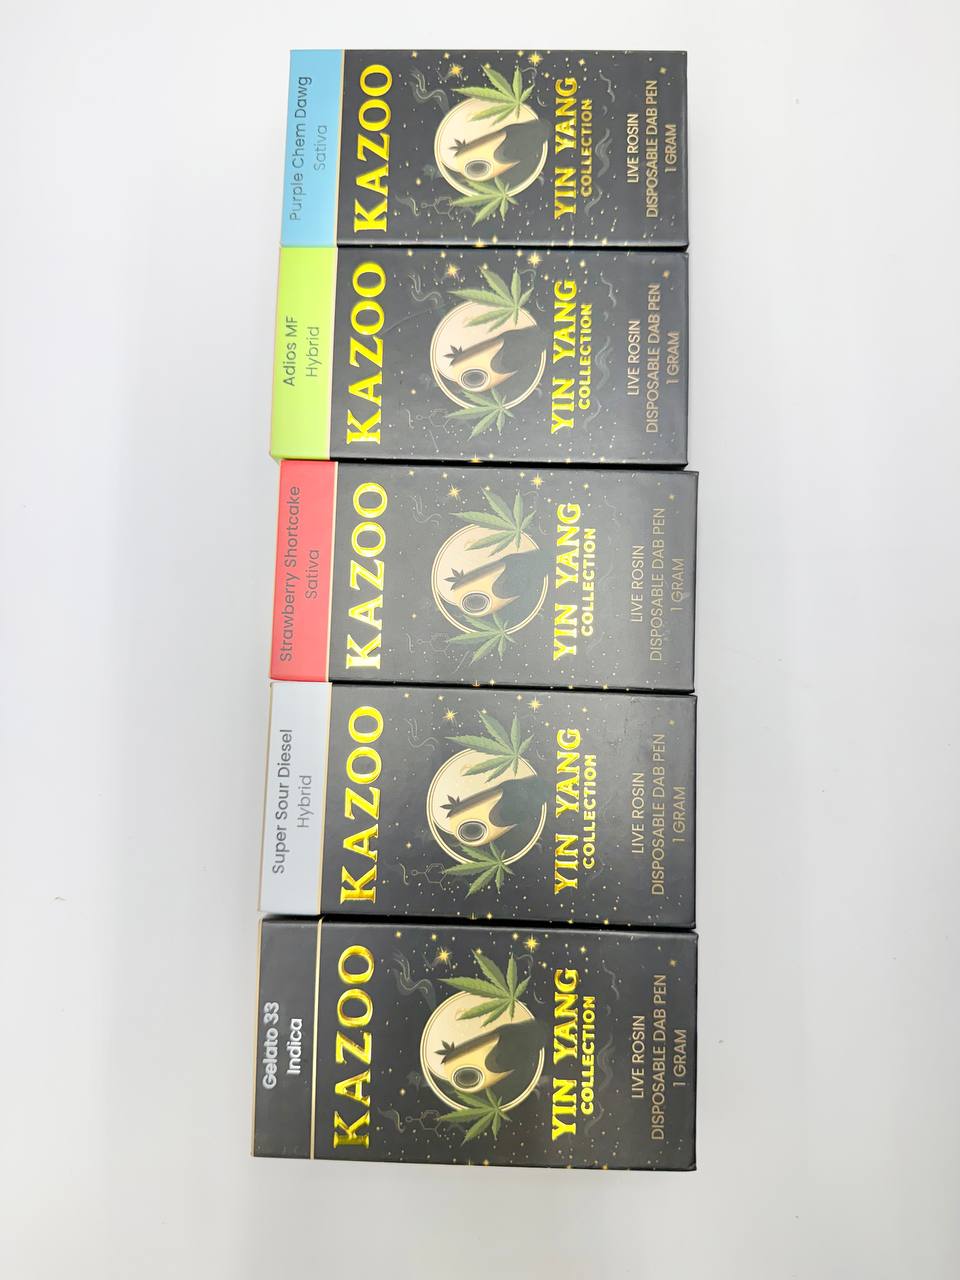 Purple Chem Dawg
Sativa
KAZOO
YIN YANG
COLLECTION
LIVE ROSIN
DISPOSABLE DAB PEN
1 GRAM
Adios MF
Hybrid
KAZOO
YIN YANG
COLLECTION
LIVE ROSIN
DISPOSABLE DAB PEN
1 GRAM
Strawberry Shortcake
Sativa
KAZOO
YIN YANG
COLLECTION
LIVE ROSIN
DISPOSABLE DAB PEN
1 GRAM
Super Sour Diesel
Hybrid
KAZOO
YIN YANG
COLLECTION
LIVE ROSIN
DISPOSABLE DAB PEN
1 GRAM
Gelato 33
Indica
KAZOO
YIN YANG
COLLECTION
LIVE ROSIN
DISPOSABLE DAB PEN
1 GRAM